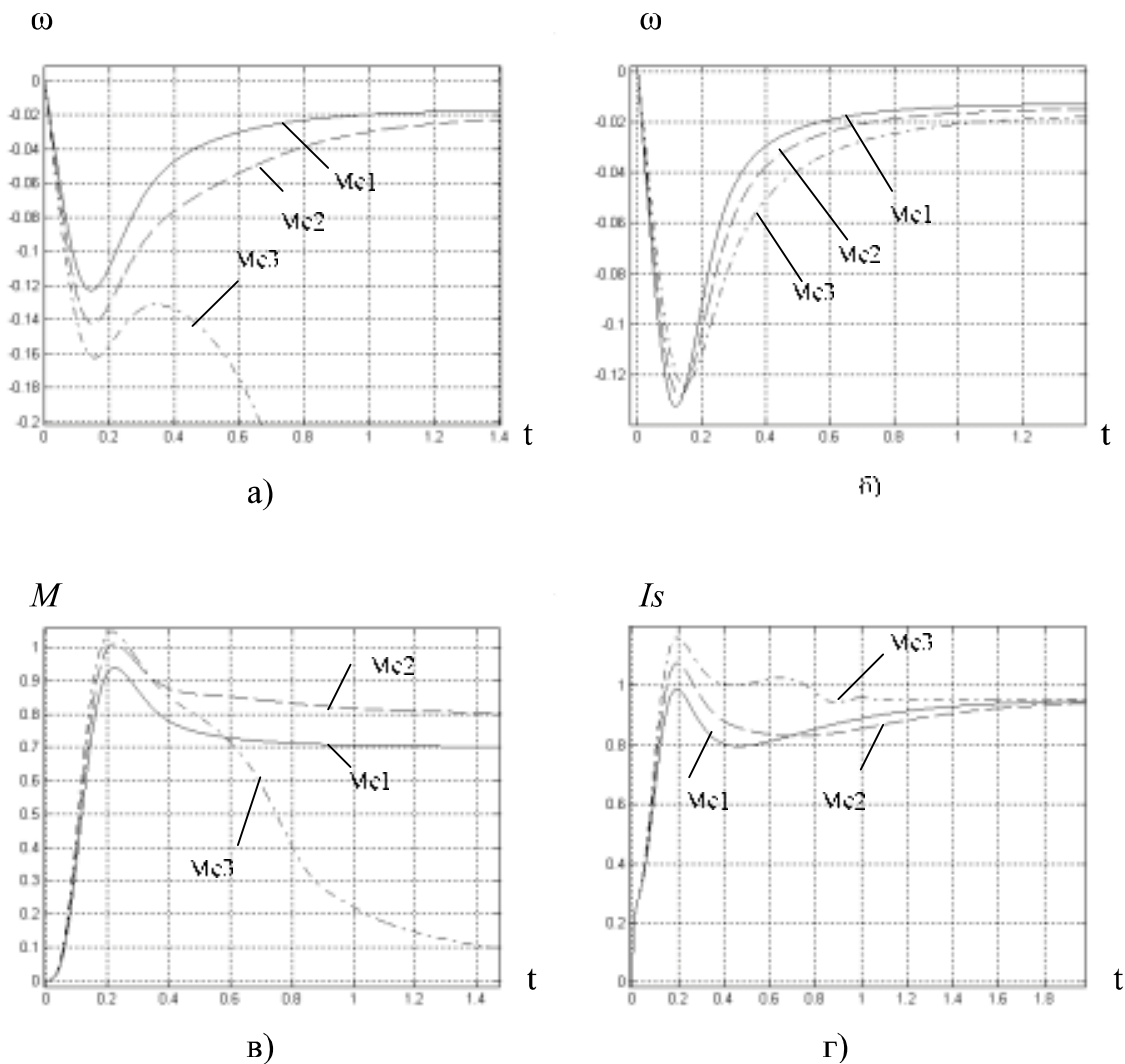 ω
0
-0.02
-0.04
-0.06
-0.08
-0.1
-0.13
-0.14
-0.16
-0.18
-0.2
0 0.2 0.4 0.6 0.8 1 1.2 1.4
t
Mc1
Mc2
Mc3
а)
ω
0
-0.02
-0.04
-0.06
-0.08
-0.1
-0.12
0 0.2 0.4 0.6 0.8 1 1.2
t
Mc1
Mc2
Mc3
б)
M
1
0.9
0.8
0.7
0.6
0.5
0.4
0.3
0.2
0.1
0
0 0.2 0.4 0.6 0.8 1 1.2 1.4
t
Mc2
Mc1
Mc3
в)
Is
1
0.8
0.6
0.4
0.2
0
0 0.2 0.4 0.6 0.8 1 1.2 1.4 1.6 1.8
t
Mc3
Mc1
Mc2
г)